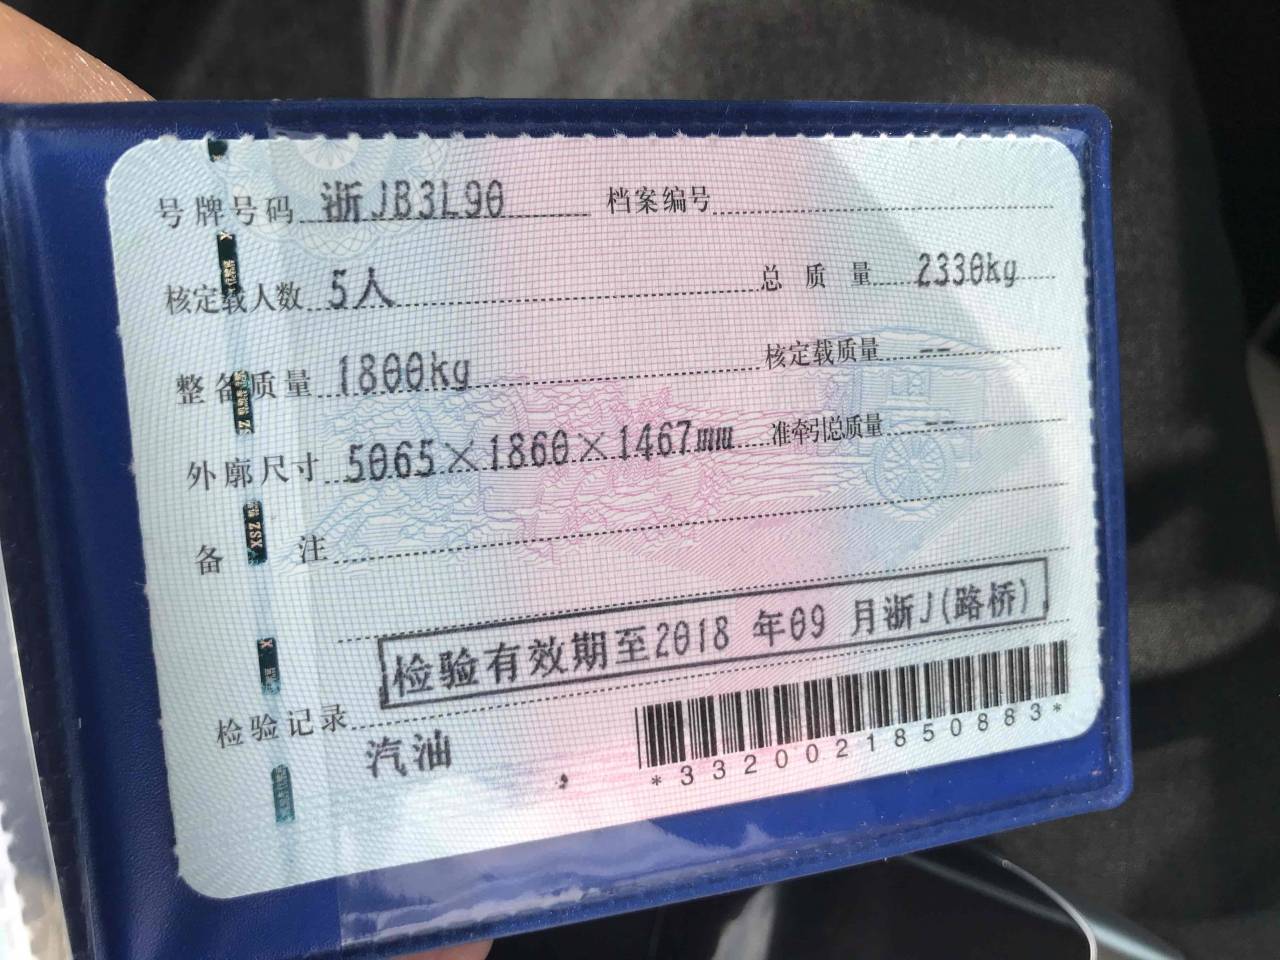 号牌号码 浙JB3L90 档案编号
核定载人数 5人 总质量 2330kg
整备质量 1800kg 核定载质量 --
外廓尺寸 5065×1860×1467mm 准牵引总质量 --
备注
检验有效期至2018 年09 月浙J(路桥)
检验记录
汽油
*3320021850883*
XSZ